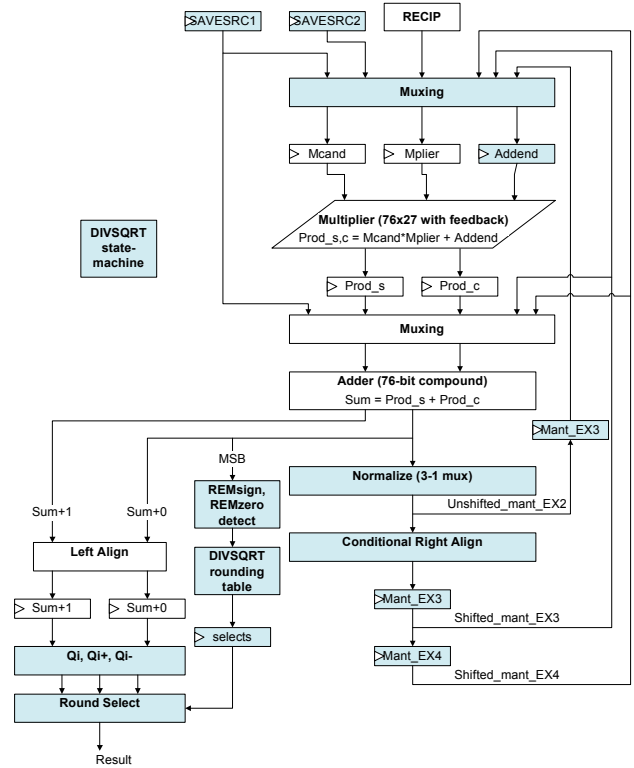 SAVESRC1
SAVESRC2
RECIP
Muxing
Mcand
Mplier
Addend
Multiplier (76x27 with feedback)
Prod_s,c = Mcand*Mplier + Addend
DIVSQRT
state-
machine
Prod_s
Prod_c
Muxing
Adder (76-bit compound)
Sum = Prod_s + Prod_c
Mant_EX3
MSB
Normalize (3-1 mux)
REMsign,
REMzero
detect
Unshifted_mant_EX2
Sum+1
Sum+0
Conditional Right Align
Left Align
DIVSQRT
rounding
table
Mant_EX3
Sum+1
Sum+0
Shifted_mant_EX3
selects
Qi, Qi+, Qi-
Mant_EX4
Shifted_mant_EX4
Round Select
Result